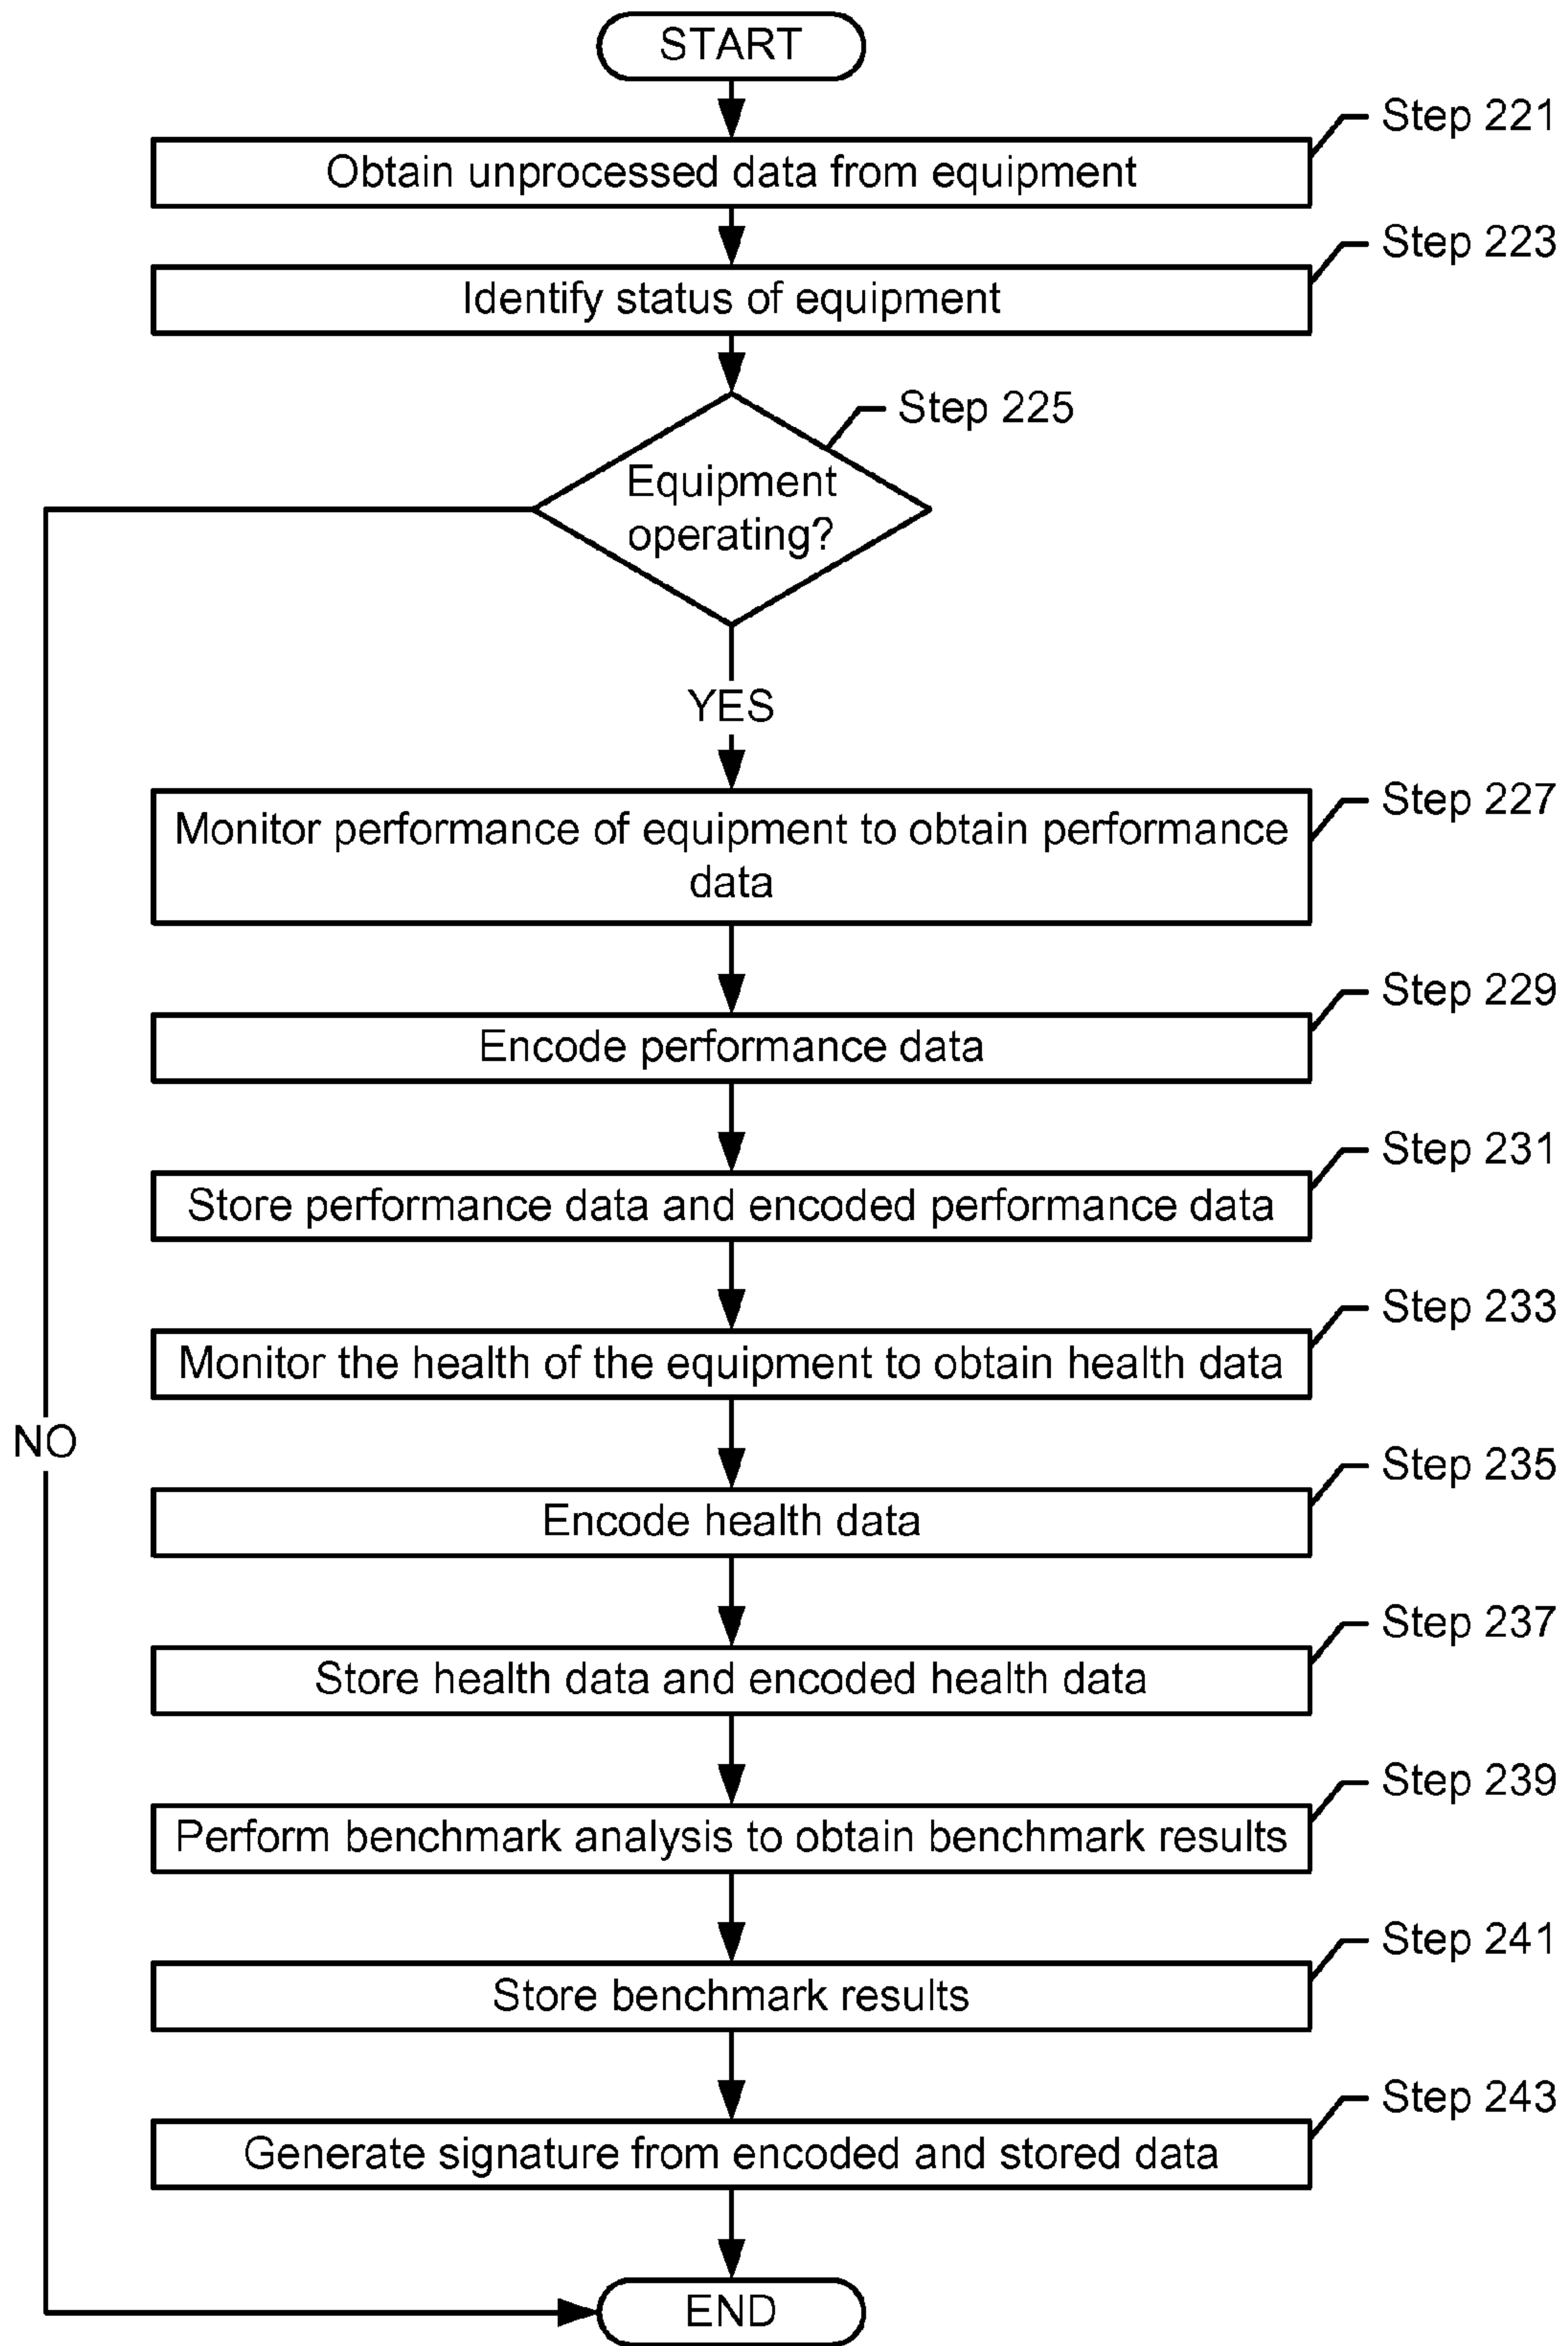 START
Step 221
Obtain unprocessed data from equipment
Step 223
Identify status of equipment
Step 225
Equipment
operating?
YES
Step 227
Monitor performance of equipment to obtain performance
data
Step 229
Encode performance data
Step 231
Store performance data and encoded performance data
Step 233
Monitor the health of the equipment to obtain health data
NO
Step 235
Encode health data
Step 237
Store health data and encoded health data
Step 239
Perform benchmark analysis to obtain benchmark results
Step 241
Store benchmark results
Step 243
Generate signature from encoded and stored data
END